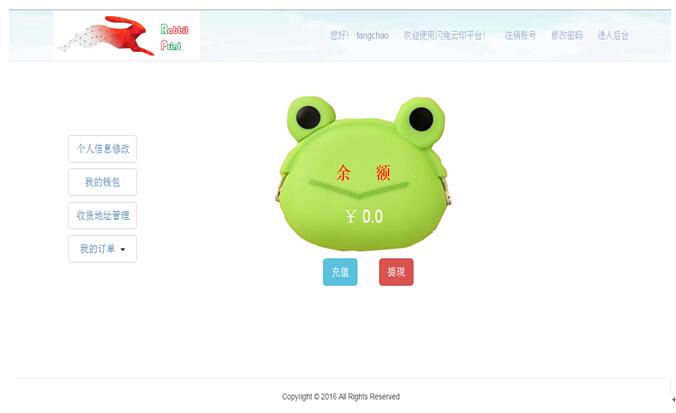 Rabbit
Print
您好! fangchao 欢迎使用闪兔云印平台! 注销账号 修改密码 进入后台
个人信息修改
我的钱包
收货地址管理
我的订单
余 额
￥ 0.0
充值 提现
Copyright © 2016 All Rights Reserved